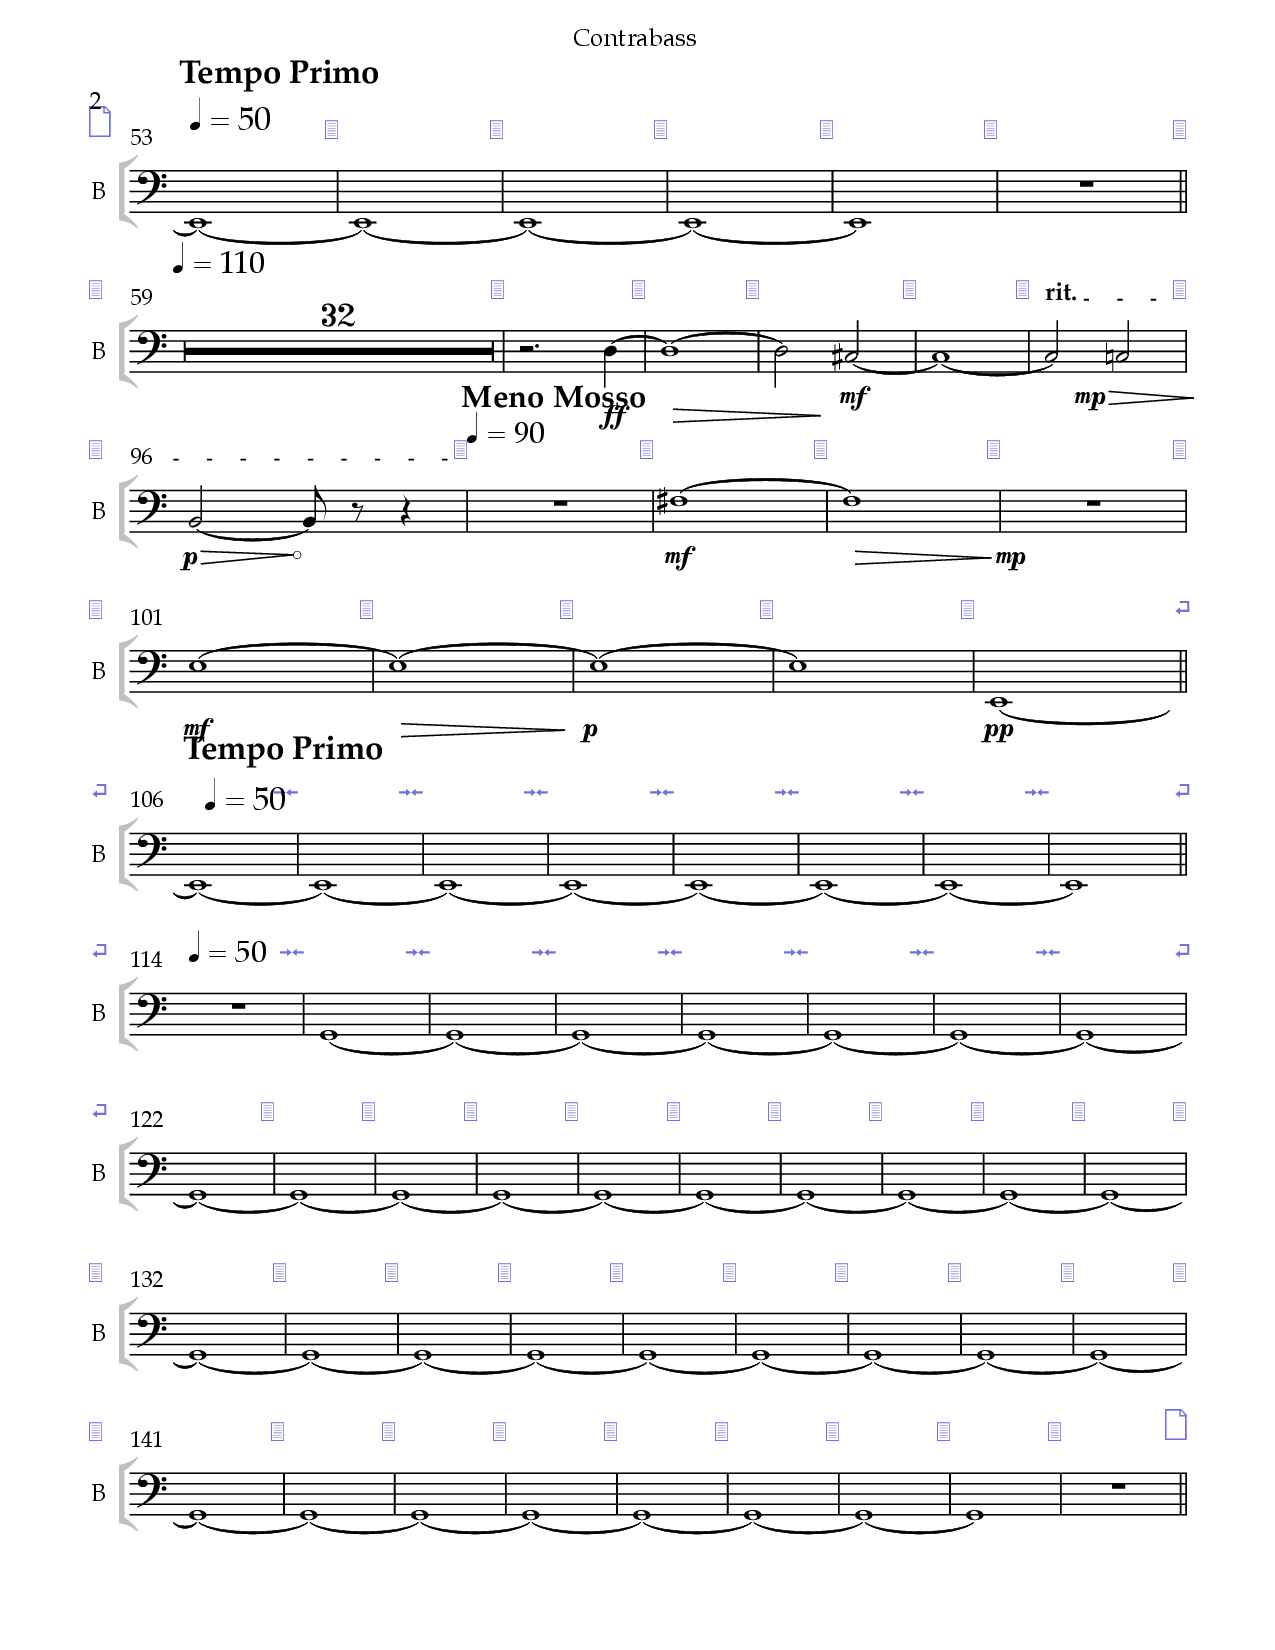 Contrabass
Tempo Primo
2
♩ = 50
53
B
♩ = 110
59
32
rit.
B
ff
mf
mp
Meno Mosso
♩ = 90
96
B
p
mf
mp
101
B
mf
p
pp
Tempo Primo
♩ = 50
106
B
♩ = 50
114
B
122
B
132
B
141
B